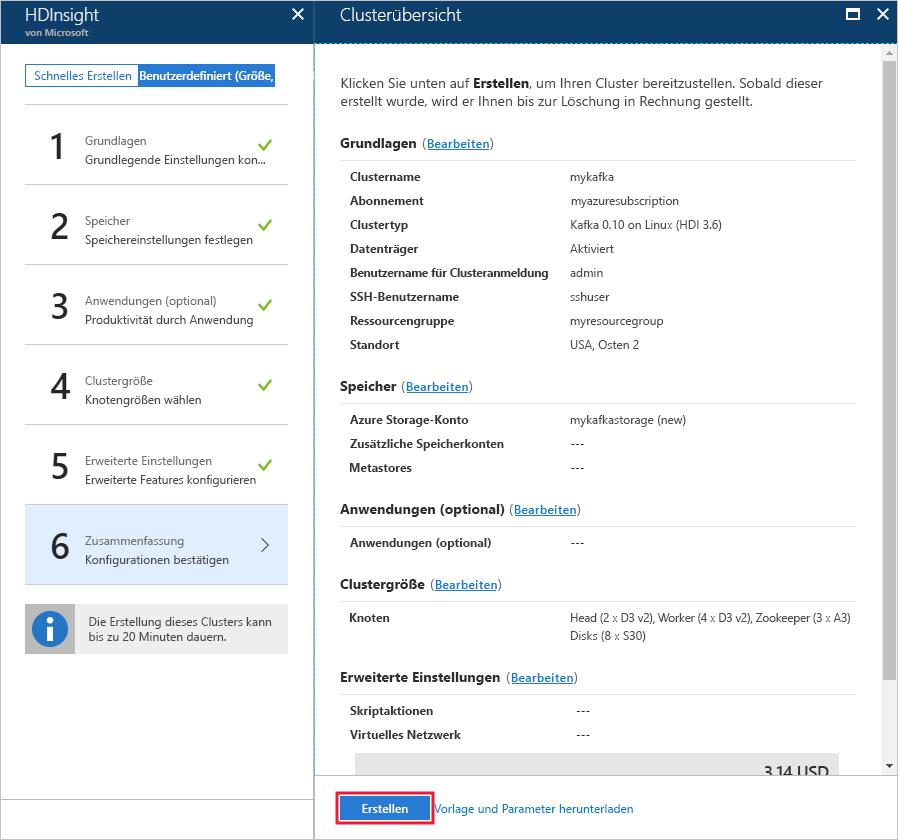 HDInsight
von Microsoft
Schnelles Erstellen
Benutzerdefiniert (Größe,
1
Grundlagen
Grundlegende Einstellungen kon...
2
Speicher
Speichereinstellungen festlegen
3
Anwendungen (optional)
Produktivität durch Anwendung
4
Clustergröße
Knotengrößen wählen
5
Erweiterte Einstellungen
Erweiterte Features konfigurieren
6
Zusammenfassung
Konfigurationen bestätigen
Die Erstellung dieses Clusters kann
bis zu 20 Minuten dauern.
Clusterübersicht
Klicken Sie unten auf Erstellen, um Ihren Cluster bereitzustellen. Sobald dieser
erstellt wurde, wird er Ihnen bis zur Löschung in Rechnung gestellt.
Grundlagen (Bearbeiten)
Clustername mykafka
Abonnement myazuresubscription
Clustertyp Kafka 0.10 on Linux (HDI 3.6)
Datenträger Aktiviert
Benutzername für Clusteranmeldung admin
SSH-Benutzername sshuser
Ressourcengruppe myresourcegroup
Standort USA, Osten 2
Speicher (Bearbeiten)
Azure Storage-Konto mykafkastorage (new)
Zusätzliche Speicherkonten ---
Metastores ---
Anwendungen (optional) (Bearbeiten)
Anwendungen (optional) ---
Clustergröße (Bearbeiten)
Knoten Head (2 x D3 v2), Worker (4 x D3 v2), Zookeeper (3 x A3)
Disks (8 x S30)
Erweiterte Einstellungen (Bearbeiten)
Skriptaktionen ---
Virtuelles Netzwerk ---
3.14 USD
Erstellen
Vorlage und Parameter herunterladen